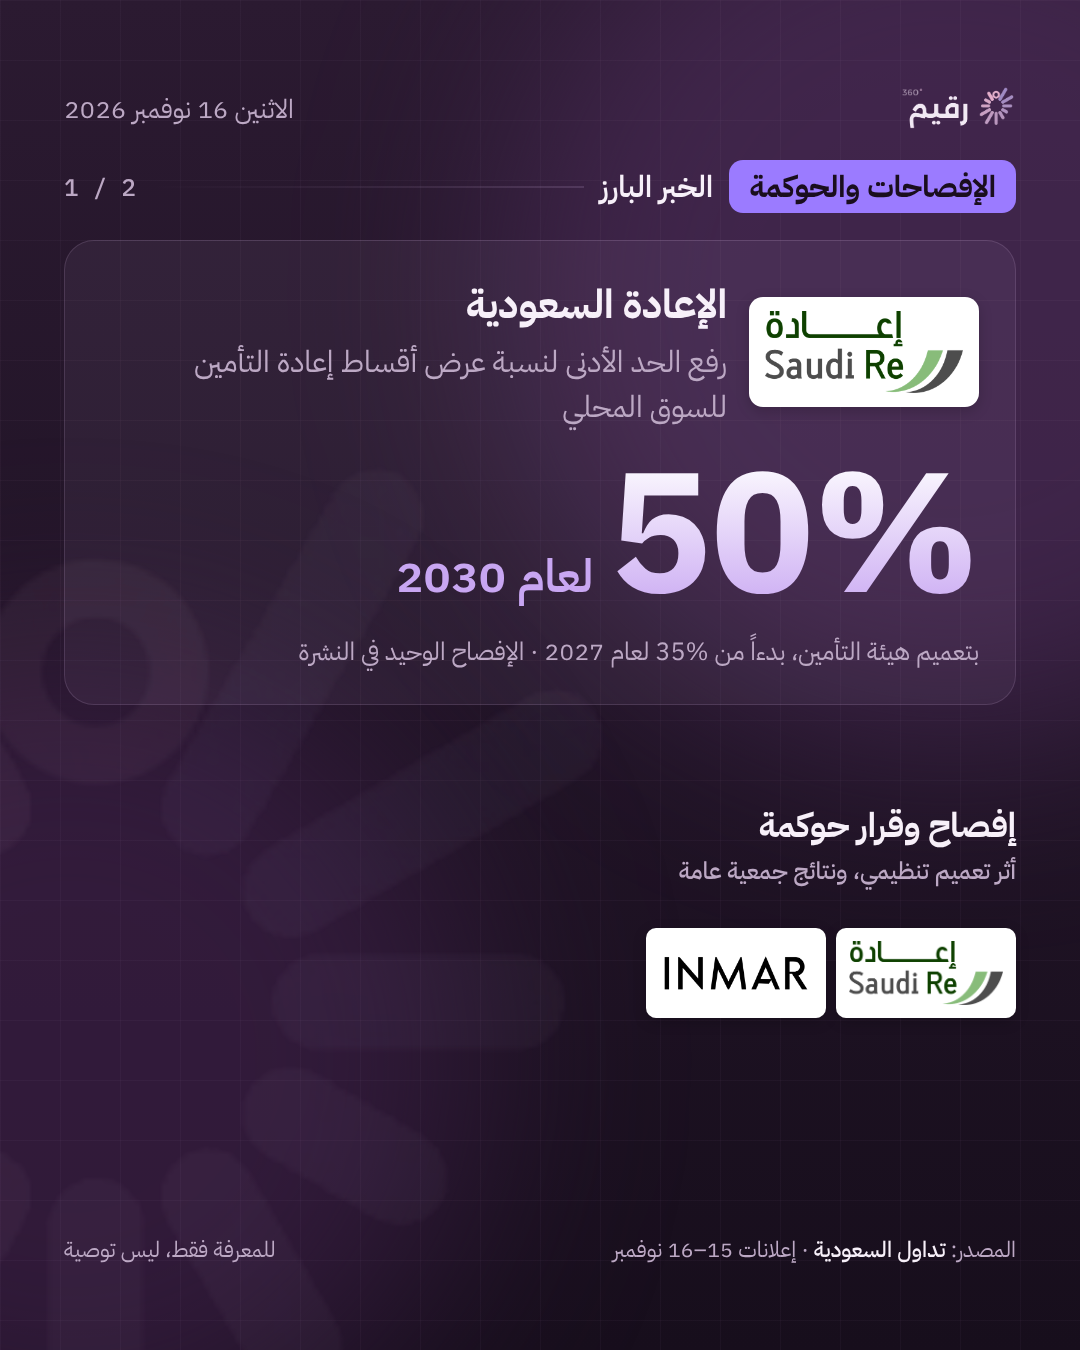 رقيم 360°
الاثنين 16 نوفمبر 2026
الإفصاحات والحوكمة
الخبر البارز
1 / 2
إعــــادة
Saudi Re
الإعادة السعودية
رفع الحد الأدنى لنسبة عرض أقساط إعادة التأمين
للسوق المحلي
50% لعام 2030
بتعميم هيئة التأمين، بدءاً من 35% لعام 2027 · الإفصاح الوحيد في النشرة
إفصاح وقرار حوكمة
أثر تعميم تنظيمي، ونتائج جمعية عامة
إعــــادة
Saudi Re
INMAR
المصدر: تداول السعودية · إعلانات 15–16 نوفمبر
للمعرفة فقط، ليس توصية